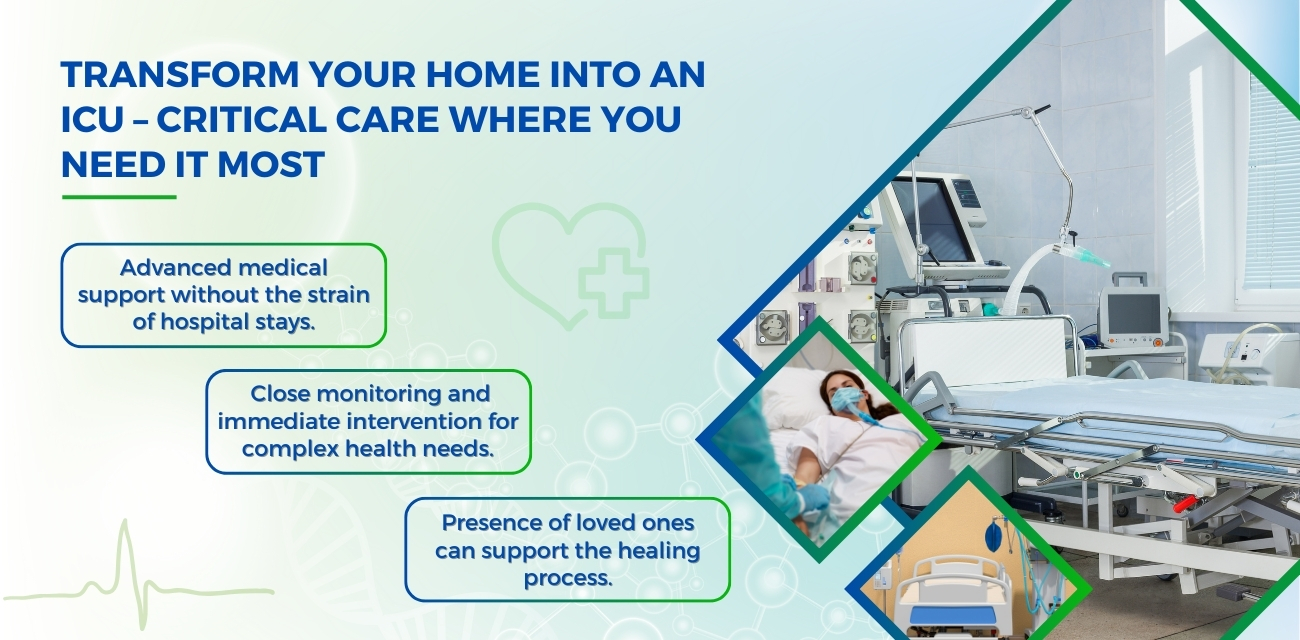 TRANSFORM YOUR HOME INTO AN
ICU – CRITICAL CARE WHERE YOU
NEED IT MOST
Advanced medical
support without the strain
of hospital stays.
Close monitoring and
immediate intervention for
complex health needs.
Presence of loved ones
can support the healing
process.